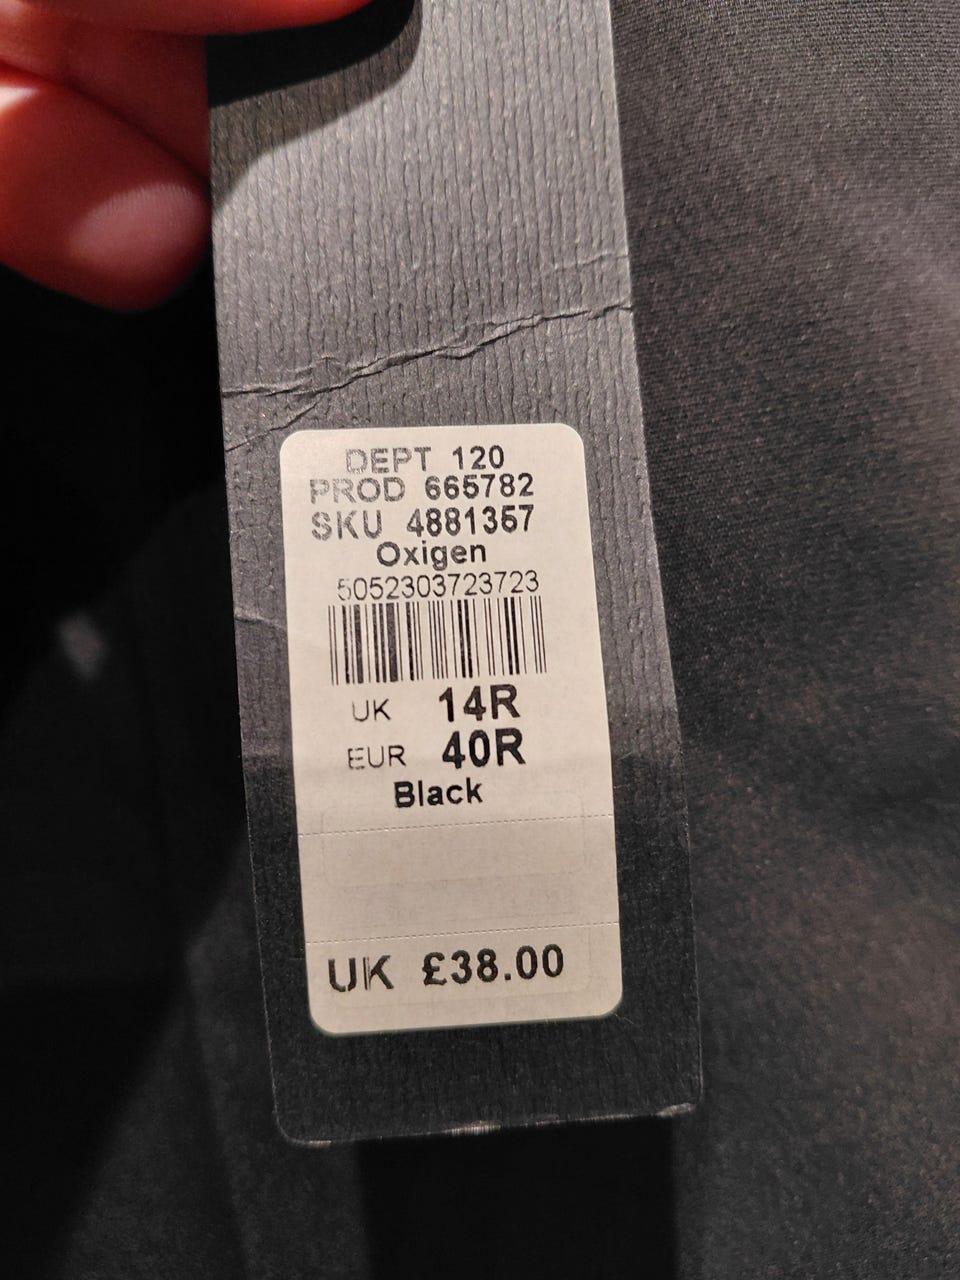 DEPT 120
PROD 665782
SKU 4881357
Oxigen
5052303723723
UK 14R
EUR 40R
Black
UK £38.00